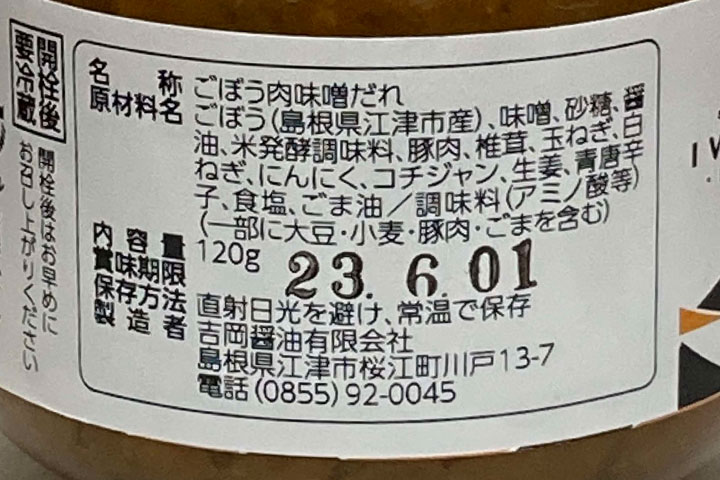 開栓後
要冷蔵
開栓後はお早めに
お召し上がりください
名称 ごぼう肉味噌だれ
原材料名 ごぼう(島根県江津市産)、味噌、砂糖、醤
油、米発酵調味料、豚肉、椎茸、玉ねぎ、白
ねぎ、にんにく、コチジャン、生姜、青唐辛
子、食塩、ごま油/調味料(アミノ酸等)
(一部に大豆・小麦・豚肉・ごまを含む)
内容量 120g
賞味期限 23.6.01
保存方法 直射日光を避け、常温で保存
製造者 吉岡醤油有限会社
島根県江津市桜江町川戸13-7
電話(0855)92-0045